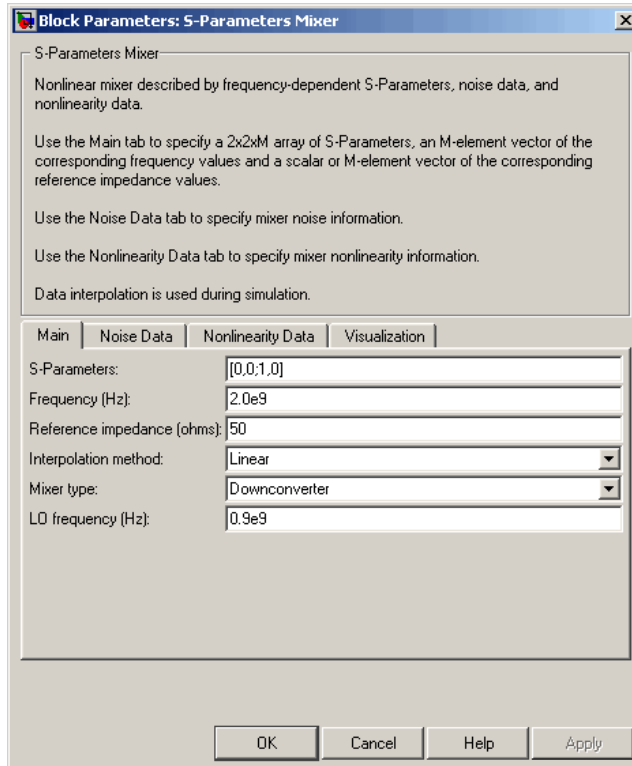 Block Parameters: S-Parameters Mixer
S-Parameters Mixer
Nonlinear mixer described by frequency-dependent S-Parameters, noise data, and
nonlinearity data.
Use the Main tab to specify a 2x2xM array of S-Parameters, an M-element vector of the
corresponding frequency values and a scalar or M-element vector of the corresponding
reference impedance values.
Use the Noise Data tab to specify mixer noise information.
Use the Nonlinearity Data tab to specify mixer nonlinearity information.
Data interpolation is used during simulation.
Main Noise Data Nonlinearity Data Visualization
S-Parameters: [0,0;1,0]
Frequency (Hz): 2.0e9
Reference impedance (ohms): 50
Interpolation method: Linear
Mixer type: Downconverter
LO frequency (Hz): 0.9e9
OK Cancel Help Apply